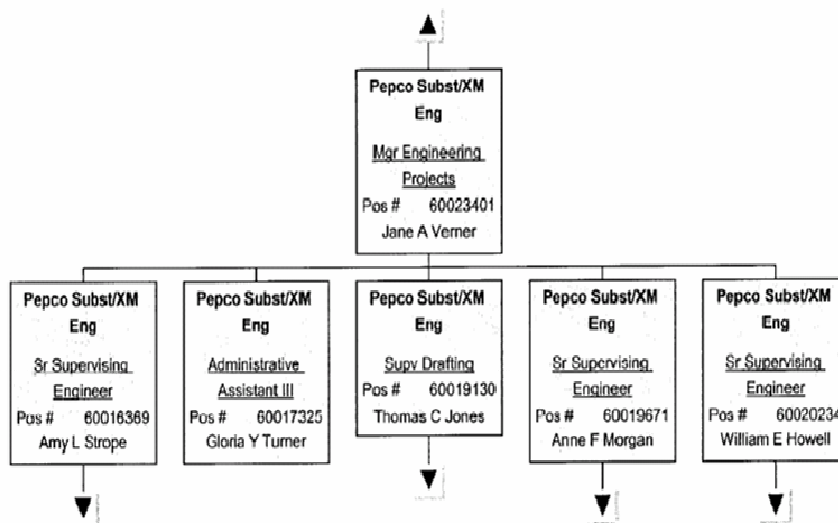 Pepco Subst/XM
Eng
Mgr Engineering
Projects
Pos # 60023401
Jane A Verner
Pepco Subst/XM
Eng
Sr Supervising
Engineer
Pos # 60016369
Amy L Strope
Pepco Subst/XM
Eng
Administrative
Assistant III
Pos # 60017325
Gloria Y Turner
Pepco Subst/XM
Eng
Supv Drafting
Pos # 60019130
Thomas C Jones
Pepco Subst/XM
Eng
Sr Supervising
Engineer
Pos # 60019671
Anne F Morgan
Pepco Subst/XM
Eng
Sr Supervising
Engineer
Pos # 60020234
William E Howell